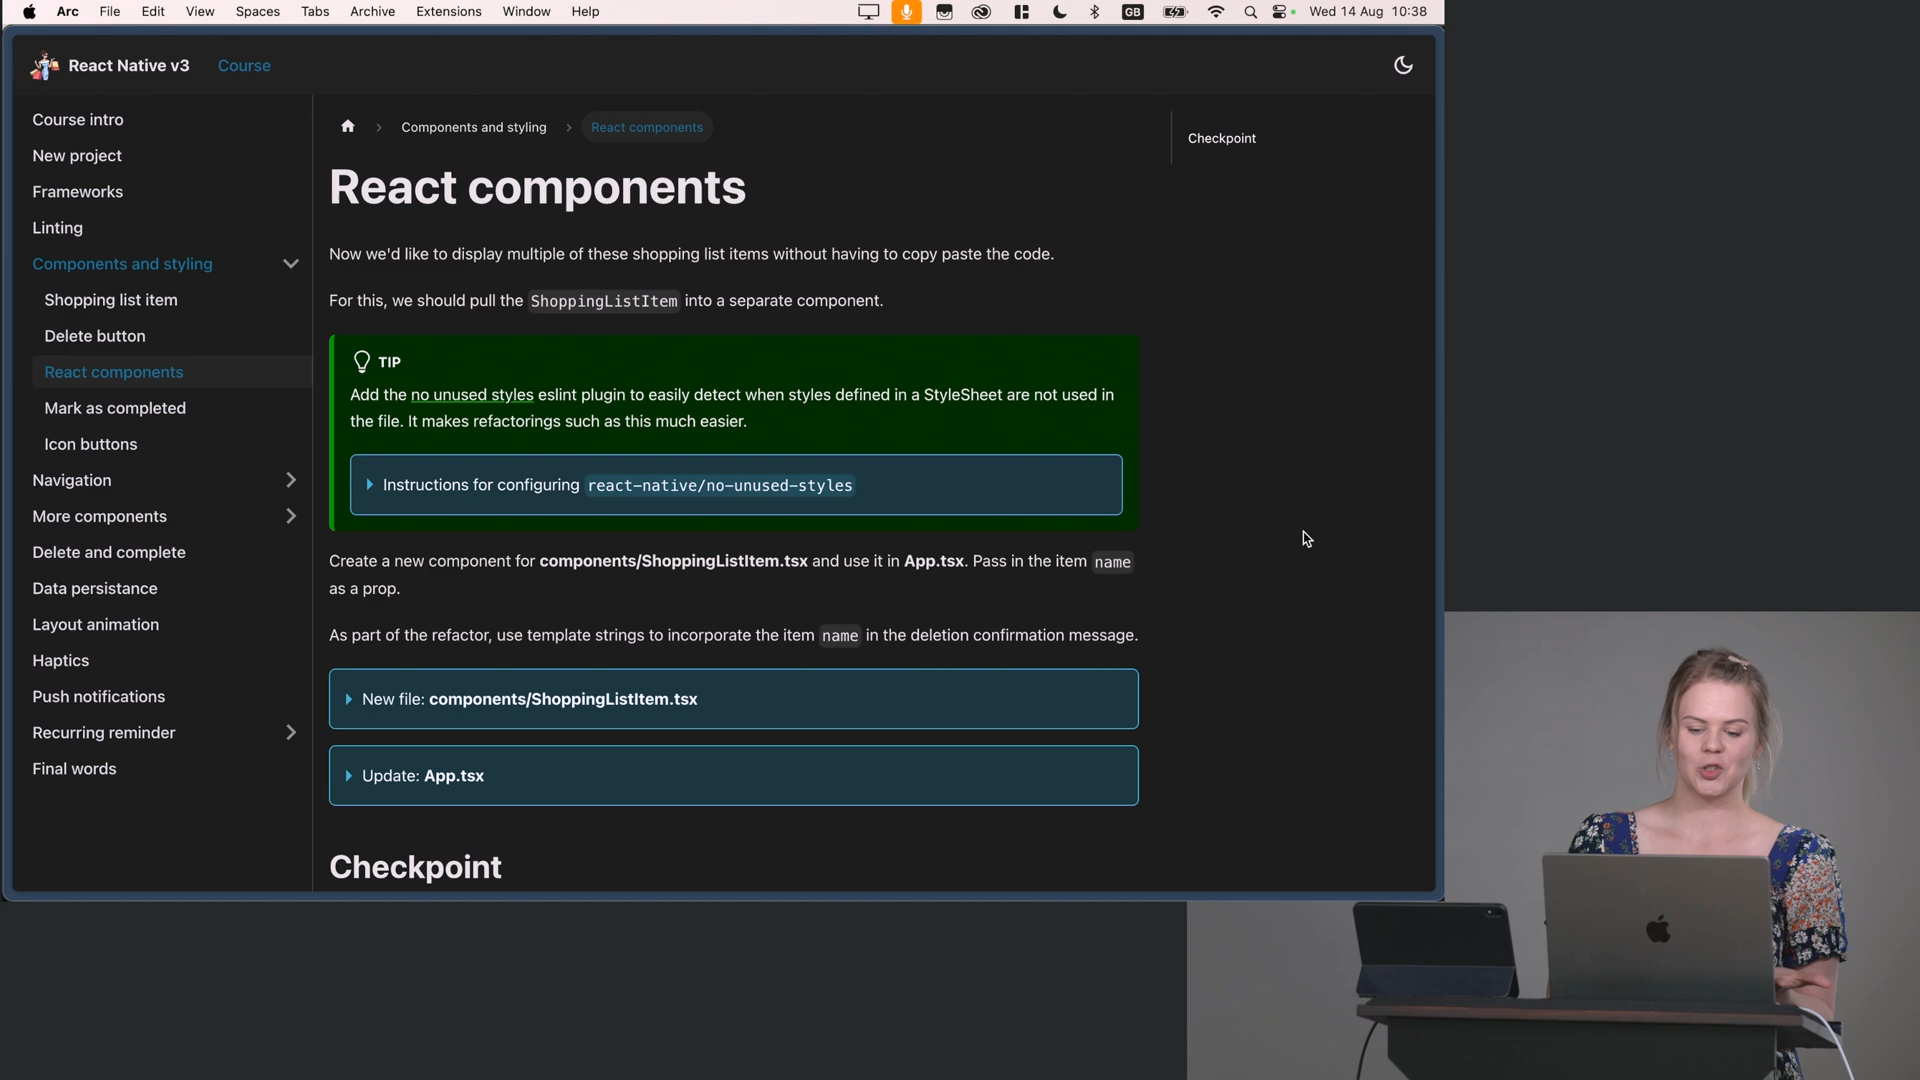 Arc File Edit View Spaces Tabs Archive Extensions Window Help GB Wed 14 Aug 10:38
React Native v3 Course
Course intro
New project
Frameworks
Linting
Components and styling
Shopping list item
Delete button
React components
Mark as completed
Icon buttons
Navigation
More components
Delete and complete
Data persistance
Layout animation
Haptics
Push notifications
Recurring reminder
Final words
Components and styling React components
React components
Now we'd like to display multiple of these shopping list items without having to copy paste the code.
For this, we should pull the ShoppingListItem into a separate component.
TIP
Add the no unused styles eslint plugin to easily detect when styles defined in a StyleSheet are not used in
the file. It makes refactorings such as this much easier.
Instructions for configuring react-native/no-unused-styles
Create a new component for components/ShoppingListItem.tsx and use it in App.tsx. Pass in the item name
as a prop.
As part of the refactor, use template strings to incorporate the item name in the deletion confirmation message.
New file: components/ShoppingListItem.tsx
Update: App.tsx
Checkpoint
Checkpoint